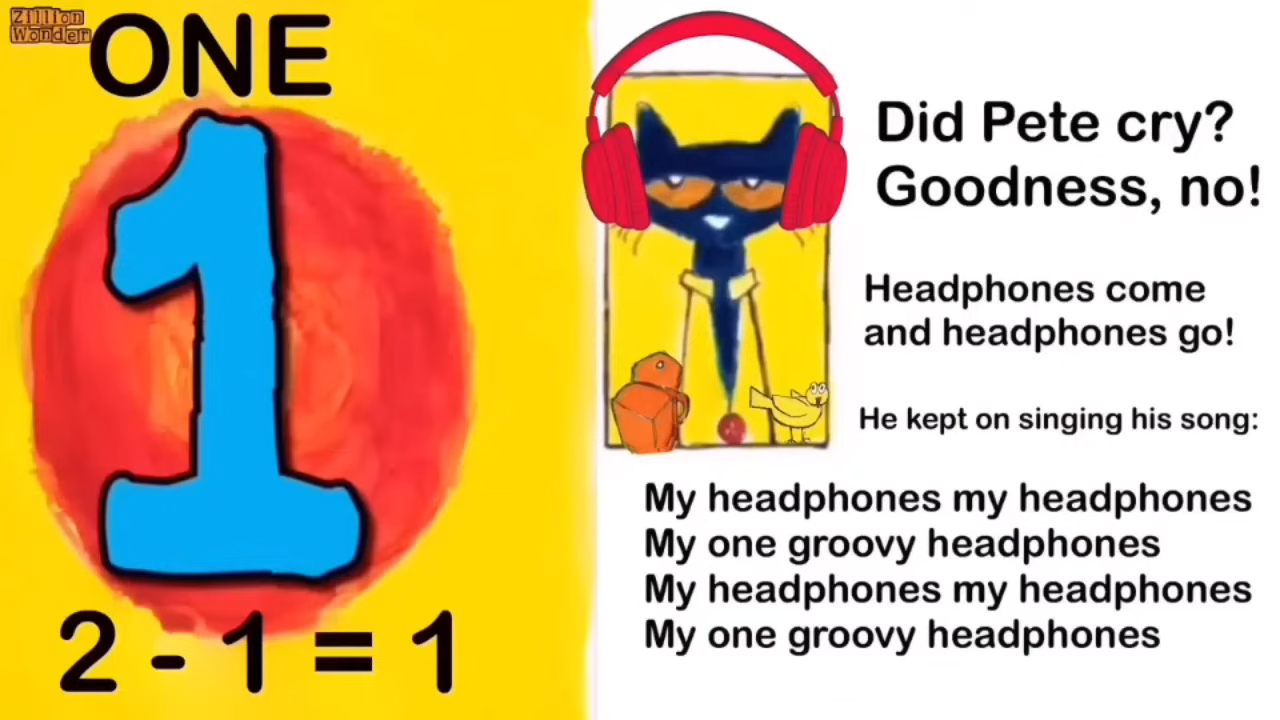 Zillion
Wonder
ONE
1
2 - 1 = 1
Did Pete cry?
Goodness, no!
Headphones come
and headphones go!
He kept on singing his song:
My headphones my headphones
My one groovy headphones
My headphones my headphones
My one groovy headphones